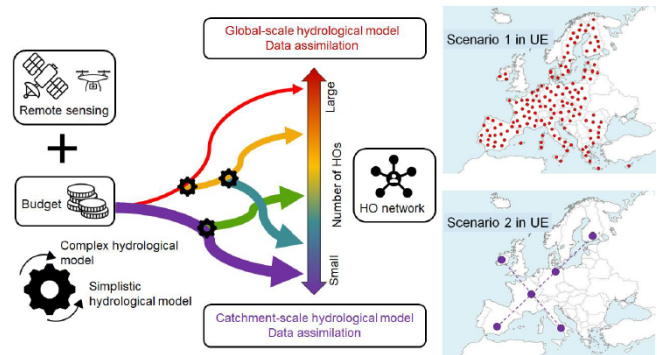 Global-scale hydrological model
Data assimilation
Remote sensing
Budget
Complex hydrological
model
Simplistic hydrological model
Large
Number of HOs
Small
HO network
Catchment-scale hydrological model
Data assimilation
Scenario 1 in UE
Scenario 2 in UE